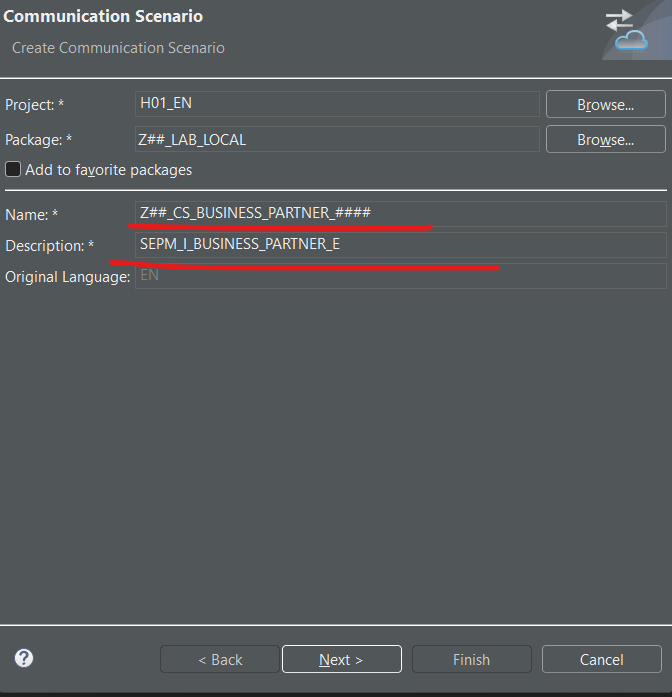 Communication Scenario
Create Communication Scenario
Project: * H01_EN Browse...
Package: * Z##_LAB_LOCAL Browse...
Add to favorite packages
Name: * Z##_CS_BUSINESS_PARTNER_####
Description: * SEPM_I_BUSINESS_PARTNER_E
Original Language: EN
? < Back Next > Finish Cancel